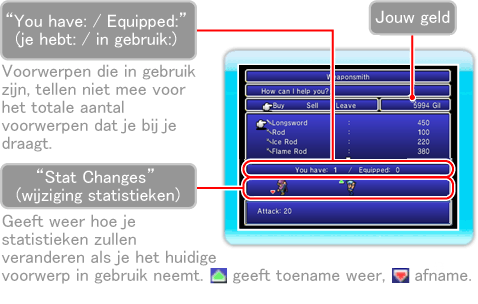 “You have: / Equipped:”
(je hebt: / in gebruik:)
Jouw geld
Voorwerpen die in gebruik
zijn, tellen niet mee voor
het totale aantal
voorwerpen dat je bij je
draagt.
Weaponsmith
How can I help you?
Buy Sell Leave 5994 Gil
Longsword : 450
Rod : 100
Ice Rod : 220
Flame Rod : 380
You have: 1 / Equipped: 0
Attack: 20
“Stat Changes”
(wijziging statistieken)
Geeft weer hoe je
statistieken zullen
veranderen als je het huidige
voorwerp in gebruik neemt. geeft toename weer, afname.